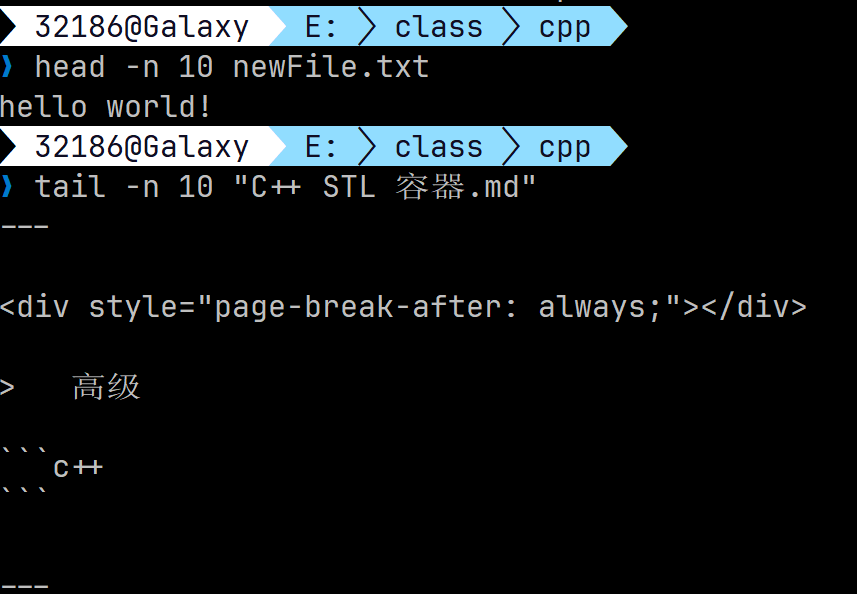 32186@Galaxy E: class cpp
❯ head -n 10 newFile.txt
hello world!
32186@Galaxy E: class cpp
❯ tail -n 10 "C++ STL 容器.md"
---
<div style="page-break-after: always;"></div>
>   高级
```c++
```
---